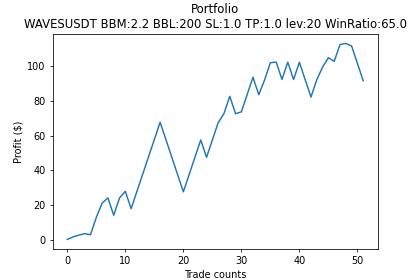 Portfolio
WAVESUSDT BBM:2.2 BBL:200 SL:1.0 TP:1.0 lev:20 WinRatio:65.0
Profit ($)
100
80
60
40
20
0
0 10 20 30 40 50
Trade counts